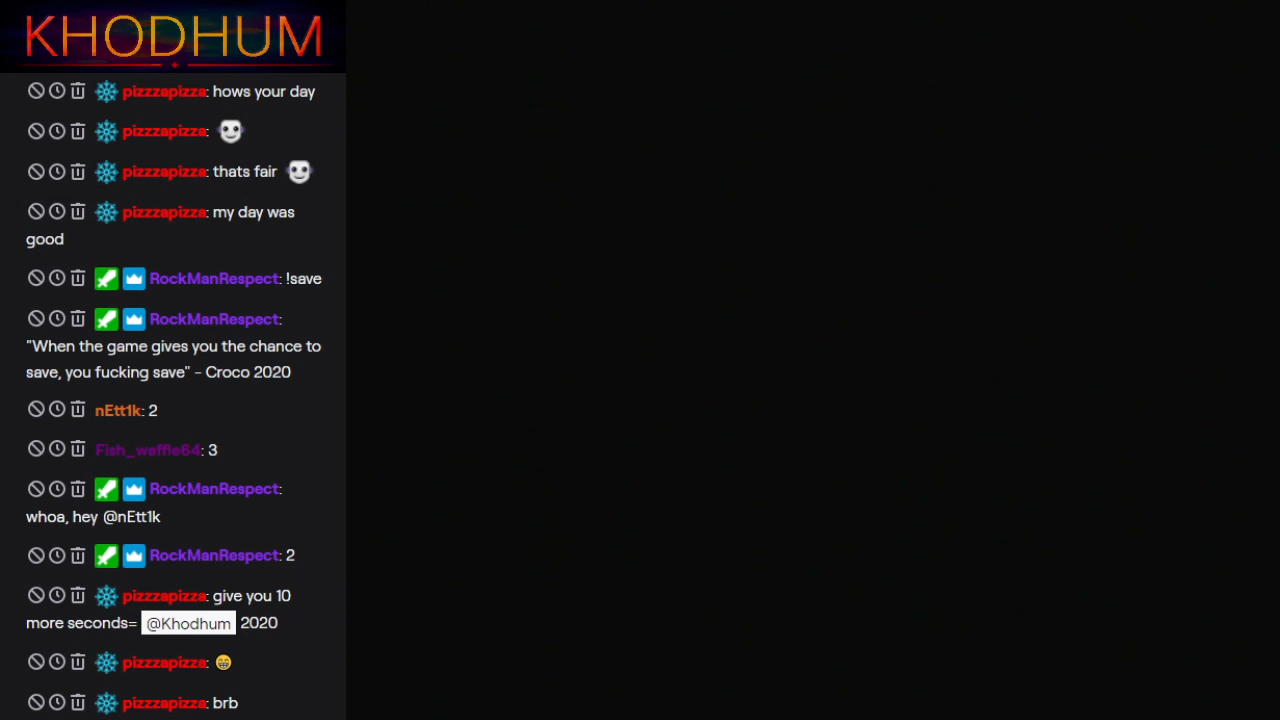 KHODHUM
pizzzapizza: hows your day
pizzzapizza:
pizzzapizza: thats fair
pizzzapizza: my day was
good
RockManRespect: !save
RockManRespect:
"When the game gives you the chance to
save, you fucking save" - Croco 2020
nEtt1k: 2
Fish_waffle64: 3
RockManRespect:
whoa, hey @nEtt1k
RockManRespect: 2
pizzzapizza: give you 10
more seconds= @Khodhum 2020
pizzzapizza: 😁
pizzzapizza: brb